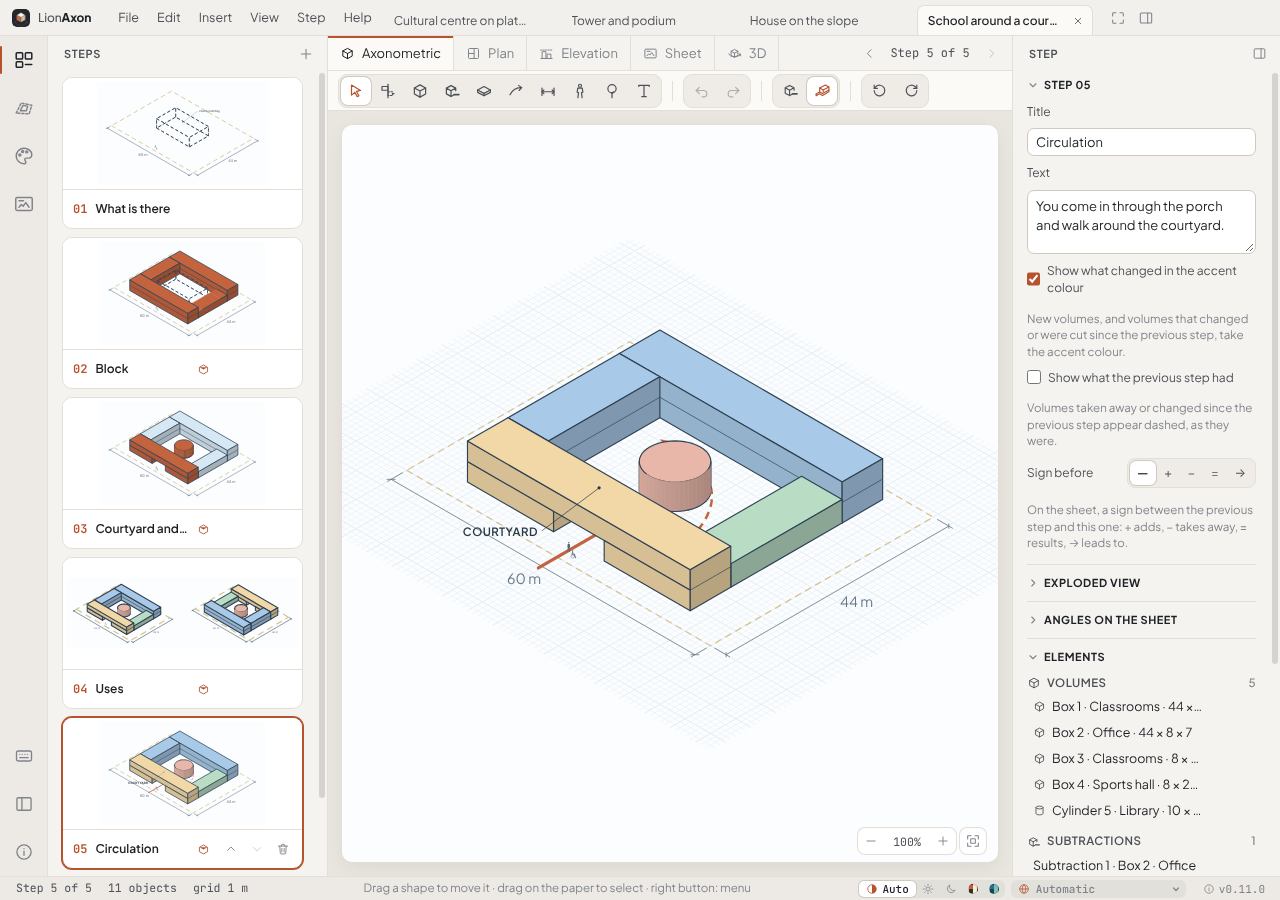 LionAxon
File Edit Insert View Step Help
Cultural centre on plat...
Tower and podium
House on the slope
School around a cour...
STEPS
Axonometric
Plan
Elevation
Sheet
3D
Step 5 of 5
STEP
01 What is there
02 Block
03 Courtyard and...
04 Uses
05 Circulation
COURTYARD
60 m
44 m
100%
STEP 05
Title
Circulation
Text
You come in through the porch
and walk around the courtyard.
Show what changed in the accent
colour
New volumes, and volumes that changed
or were cut since the previous step, take
the accent colour.
Show what the previous step had
Volumes taken away or changed since the
previous step appear dashed, as they
were.
Sign before
— + − = →
On the sheet, a sign between the previous
step and this one: + adds, − takes away, =
results, → leads to.
EXPLODED VIEW
ANGLES ON THE SHEET
ELEMENTS
VOLUMES 5
Box 1 · Classrooms · 44 ×...
Box 2 · Office · 44 × 8 × 7
Box 3 · Classrooms · 8 × ...
Box 4 · Sports hall · 8 × 2...
Cylinder 5 · Library · 10 × ...
SUBTRACTIONS 1
Subtraction 1 · Box 2 · Office
Step 5 of 5 11 objects grid 1 m
Drag a shape to move it · drag on the paper to select · right button: menu
Auto
Automatic
v0.11.0